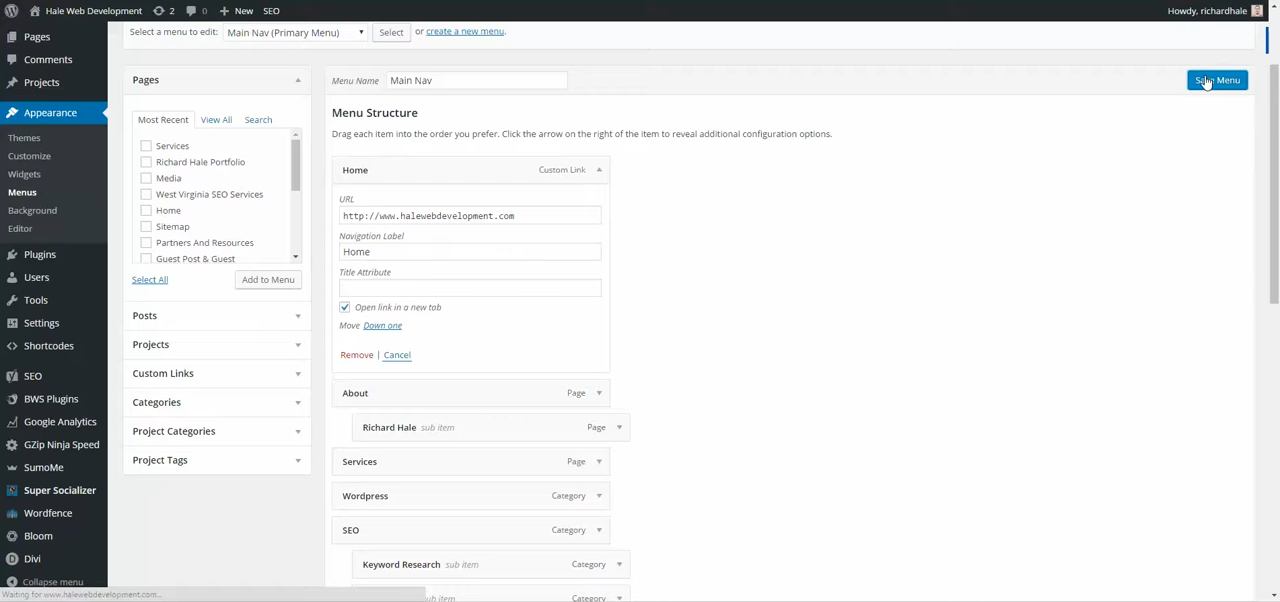 Hale Web Development 2 0 New SEO Howdy, richardhale
Pages
Comments
Projects
Appearance
Themes
Customize
Widgets
Menus
Background
Editor
Plugins
Users
Tools
Settings
Shortcodes
SEO
BWS Plugins
Google Analytics
GZip Ninja Speed
SumoMe
Super Socializer
Wordfence
Bloom
Divi
Collapse menu
Waiting for www.halewebdevelopment.com...
Select a menu to edit: Main Nav (Primary Menu) Select or create a new menu.
Pages
Most Recent View All Search
Services
Richard Hale Portfolio
Media
West Virginia SEO Services
Home
Sitemap
Partners And Resources
Guest Post & Guest
Select All Add to Menu
Posts
Projects
Custom Links
Categories
Project Categories
Project Tags
Menu Name Main Nav Save Menu
Menu Structure
Drag each item into the order you prefer. Click the arrow on the right of the item to reveal additional configuration options.
Home Custom Link
URL
http://www.halewebdevelopment.com
Navigation Label
Home
Title Attribute
Open link in a new tab
Move Down one
Remove | Cancel
About Page
Richard Hale sub item Page
Services Page
Wordpress Category
SEO Category
Keyword Research sub item Category
sub item Category